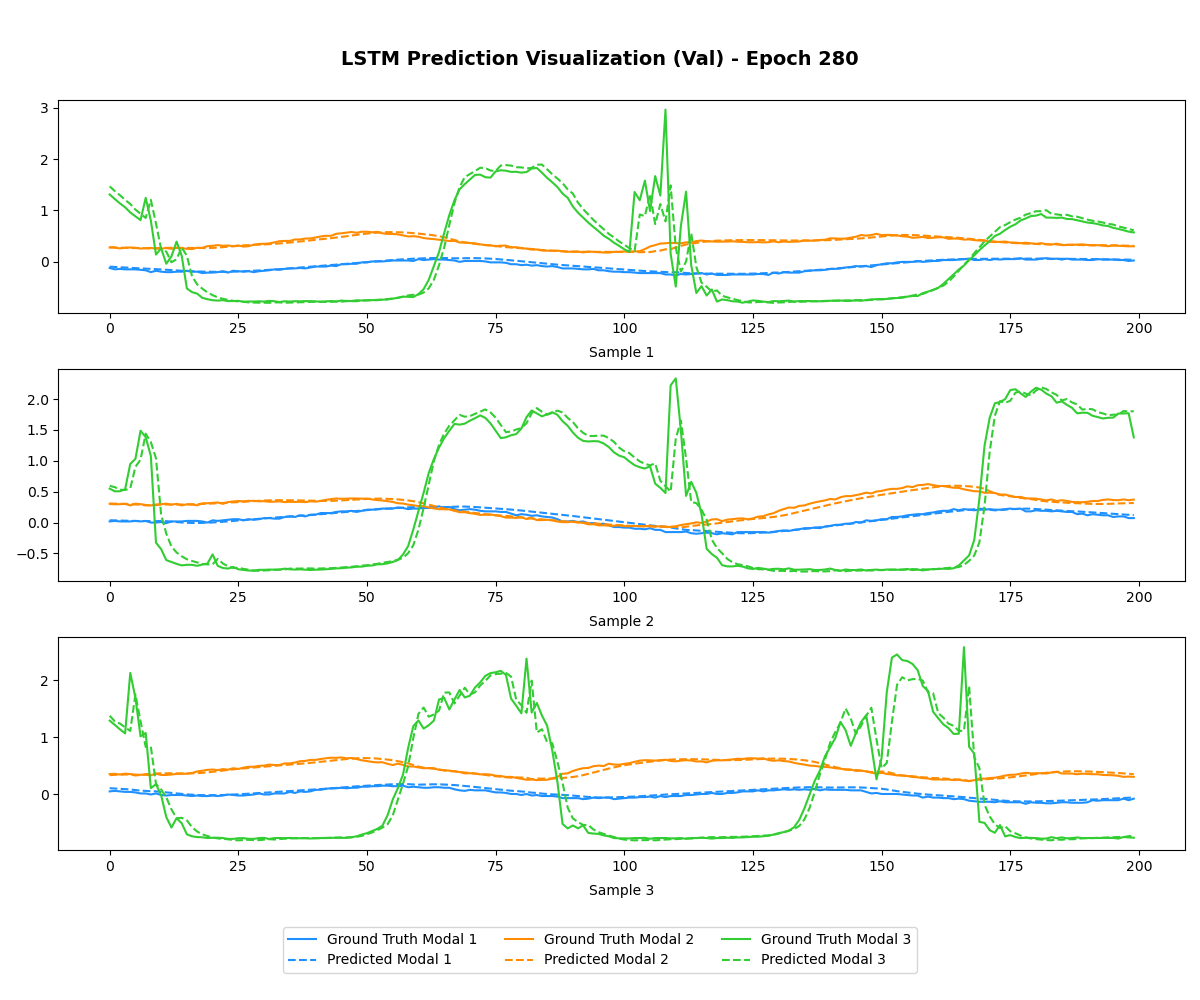 LSTM Prediction Visualization (Val) - Epoch 280
3
2
1
0
0 25 50 75 100 125 150 175 200
Sample 1
2.0
1.5
1.0
0.5
0.0
−0.5
0 25 50 75 100 125 150 175 200
Sample 2
2
1
0
0 25 50 75 100 125 150 175 200
Sample 3
Ground Truth Modal 1 Ground Truth Modal 2 Ground Truth Modal 3
Predicted Modal 1 Predicted Modal 2 Predicted Modal 3